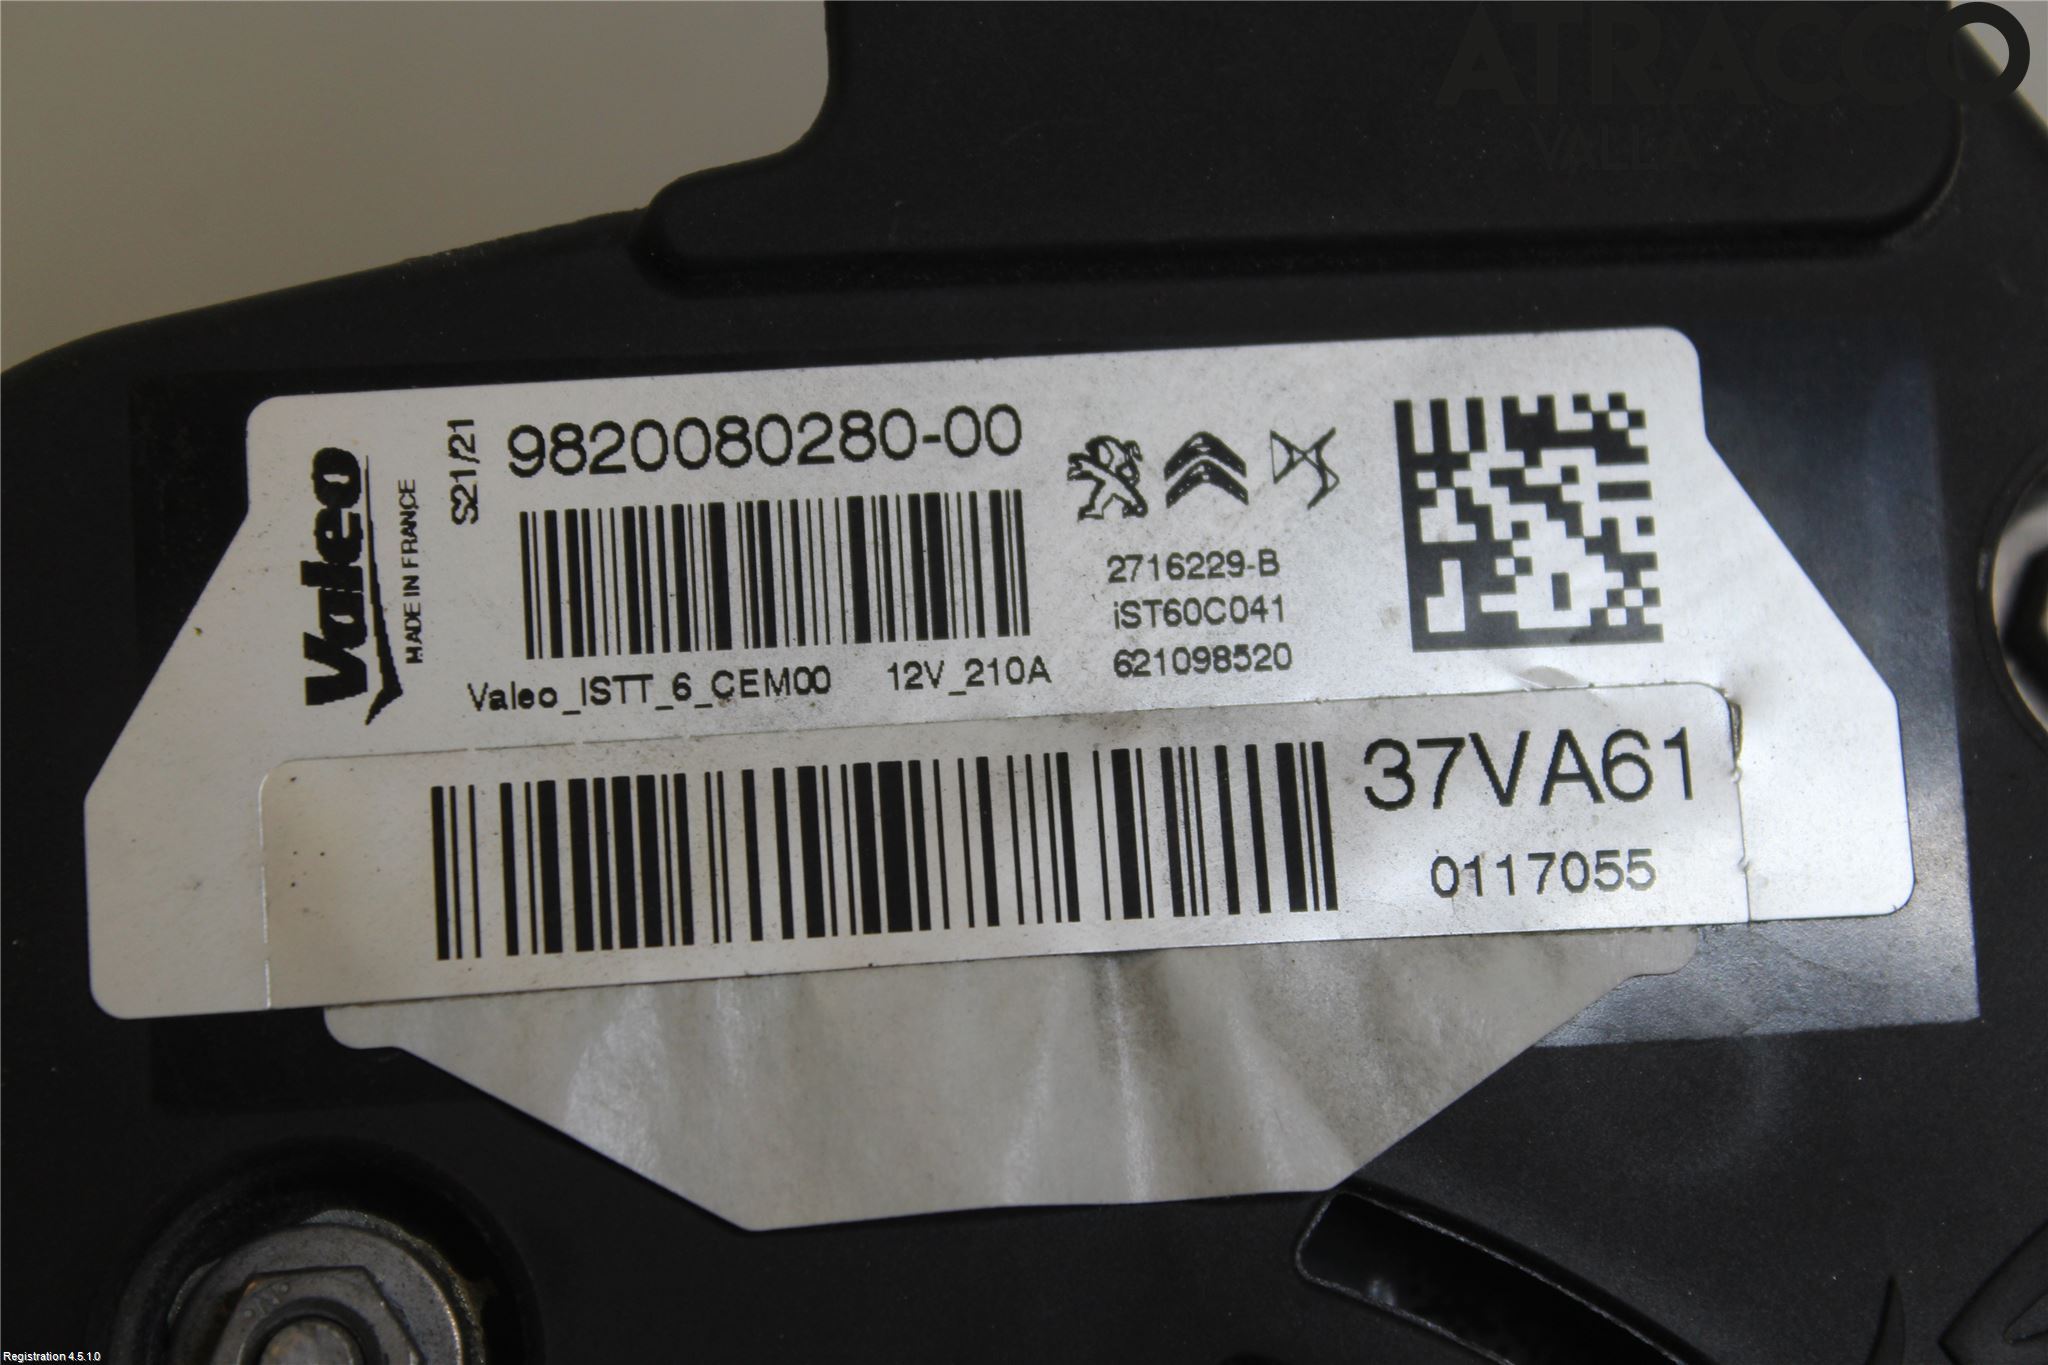 ATRACCO
VALLA
Valeo
MADE IN FRANCE
S21/21
9820080280-00
2716229-B
iST60C041
621098520
Valeo_ISTT_6_CEM00 12V_210A
37VA61
0117055
Registration 4.5.1.0